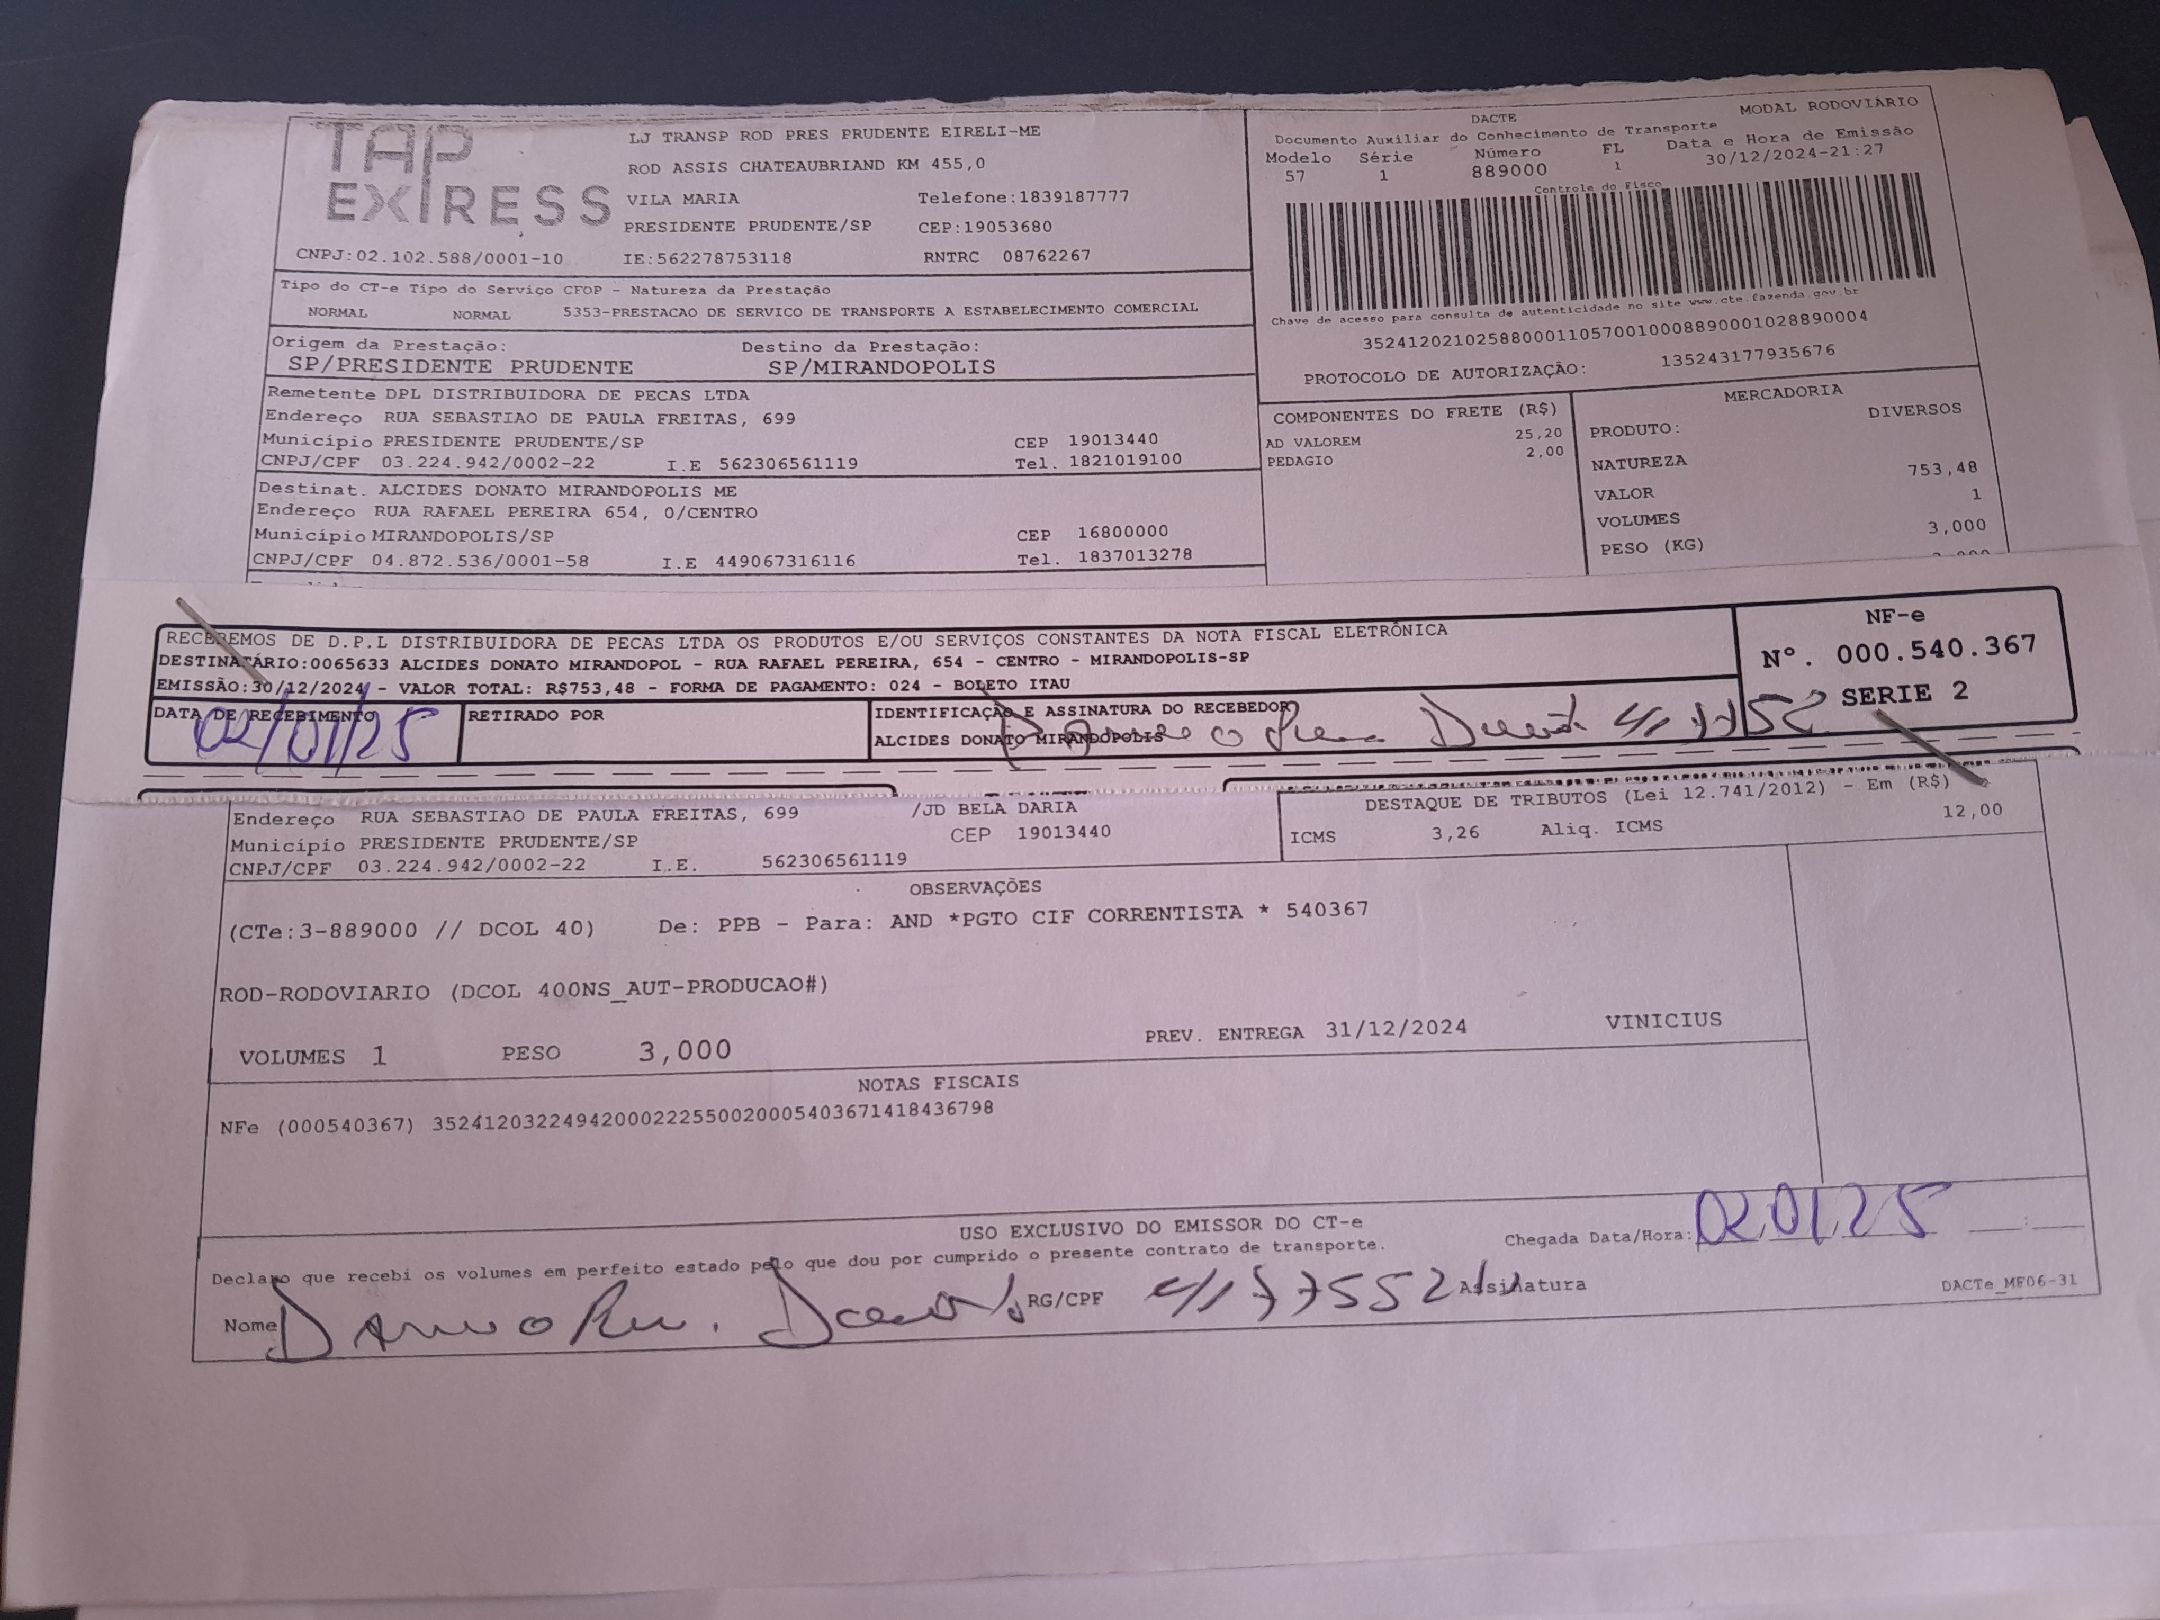 TAP
EXPRESS
LJ TRANSP ROD PRES PRUDENTE EIRELI-ME
ROD ASSIS CHATEAUBRIAND KM 455,0
VILA MARIA Telefone:1839187777
PRESIDENTE PRUDENTE/SP CEP:19053680
CNPJ:02.102.588/0001-10 IE:562278753118 RNTRC 08762267
DACTE MODAL RODOVIÁRIO
Documento Auxiliar do Conhecimento de Transporte
Modelo Série Número FL Data e Hora de Emissão
57 1 889000 1 30/12/2024-21:27
Controle do Fisco
Chave de acesso para consulta de autenticidade no site www.cte.fazenda.gov.br
35241202102588000110570010008890001028890004
PROTOCOLO DE AUTORIZAÇÃO: 135243177935676
Tipo do CT-e Tipo do Serviço CFOP - Natureza da Prestação
NORMAL NORMAL 5353-PRESTACAO DE SERVICO DE TRANSPORTE A ESTABELECIMENTO COMERCIAL
Origem da Prestação: Destino da Prestação:
SP/PRESIDENTE PRUDENTE SP/MIRANDOPOLIS
Remetente DPL DISTRIBUIDORA DE PECAS LTDA
Endereço RUA SEBASTIAO DE PAULA FREITAS, 699
Município PRESIDENTE PRUDENTE/SP CEP 19013440
CNPJ/CPF 03.224.942/0002-22 I.E 562306561119 Tel. 1821019100
Destinat. ALCIDES DONATO MIRANDOPOLIS ME
Endereço RUA RAFAEL PEREIRA 654, 0/CENTRO
Município MIRANDOPOLIS/SP CEP 16800000
CNPJ/CPF 04.872.536/0001-58 I.E 449067316116 Tel. 1837013278
COMPONENTES DO FRETE (R$)
AD VALOREM 25,20
PEDAGIO 2,00
MERCADORIA
PRODUTO: DIVERSOS
NATUREZA
VALOR 753,48
VOLUMES 1
PESO (KG) 3,000
RECEBEMOS DE D.P.L DISTRIBUIDORA DE PECAS LTDA OS PRODUTOS E/OU SERVIÇOS CONSTANTES DA NOTA FISCAL ELETRÔNICA
DESTINATÁRIO:0065633 ALCIDES DONATO MIRANDOPOL - RUA RAFAEL PEREIRA, 654 - CENTRO - MIRANDOPOLIS-SP
EMISSÃO:30/12/2024 - VALOR TOTAL: R$753,48 - FORMA DE PAGAMENTO: 024 - BOLETO ITAU
NF-e
N°. 000.540.367
SERIE 2
DATA DE RECEBIMENTO RETIRADO POR IDENTIFICAÇÃO E ASSINATURA DO RECEBEDOR
02/01/25 ALCIDES DONATO MIRANDOPOLIS
Endereço RUA SEBASTIAO DE PAULA FREITAS, 699 /JD BELA DARIA
Municipio PRESIDENTE PRUDENTE/SP CEP 19013440
CNPJ/CPF 03.224.942/0002-22 I.E. 562306561119
DESTAQUE DE TRIBUTOS (Lei 12.741/2012) - Em (R$)
ICMS 3,26 Aliq. ICMS 12,00
OBSERVAÇÕES
(CTe:3-889000 // DCOL 40) De: PPB - Para: AND *PGTO CIF CORRENTISTA * 540367
ROD-RODOVIARIO (DCOL 400NS_AUT-PRODUCAO#)
VOLUMES 1 PESO 3,000 PREV. ENTREGA 31/12/2024 VINICIUS
NOTAS FISCAIS
NFe (000540367) 35241203224942000222550020005403671418436798
USO EXCLUSIVO DO EMISSOR DO CT-e
Declaro que recebi os volumes em perfeito estado pelo que dou por cumprido o presente contrato de transporte.
Chegada Data/Hora: 02 01 25
Nome RG/CPF Assinatura
DACTe_MF06-31